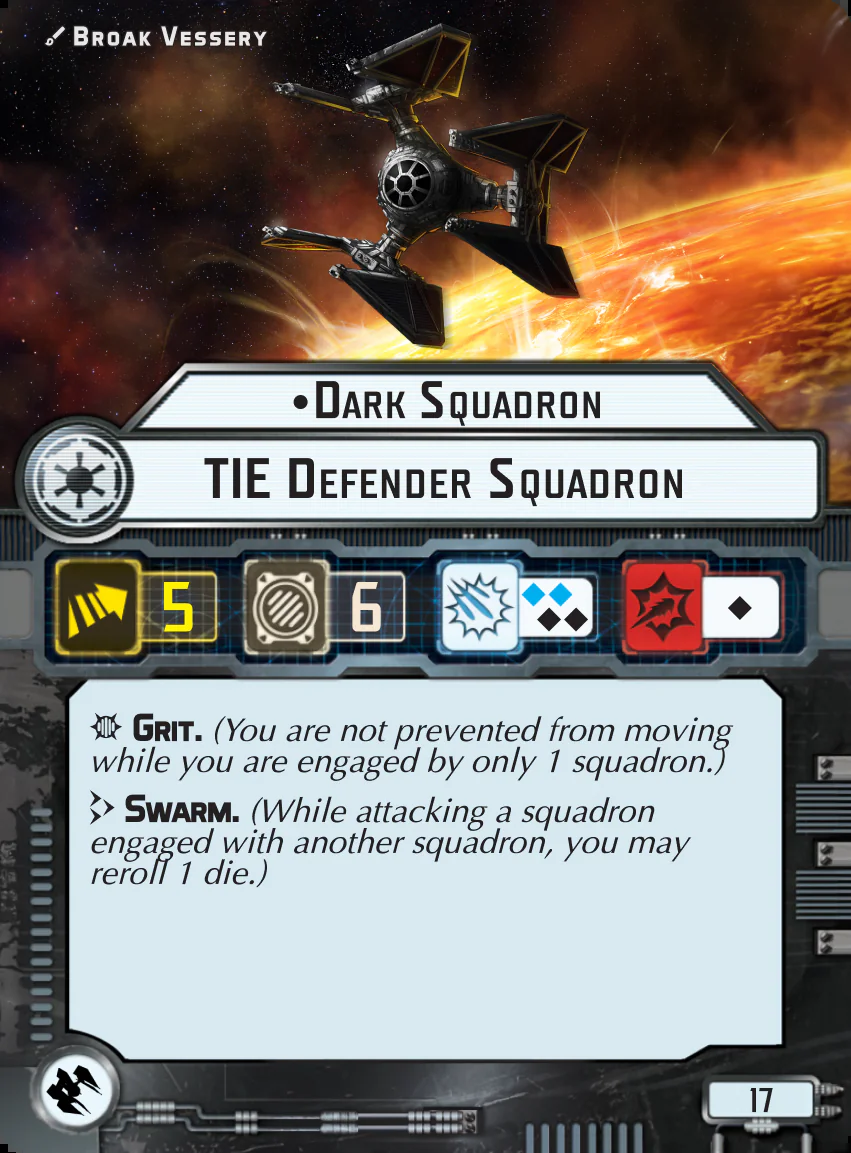 Broak Vessery
•Dark Squadron
TIE Defender Squadron
5 6
Grit. (You are not prevented from moving
while you are engaged by only 1 squadron.)
Swarm. (While attacking a squadron
engaged with another squadron, you may
reroll 1 die.)
17